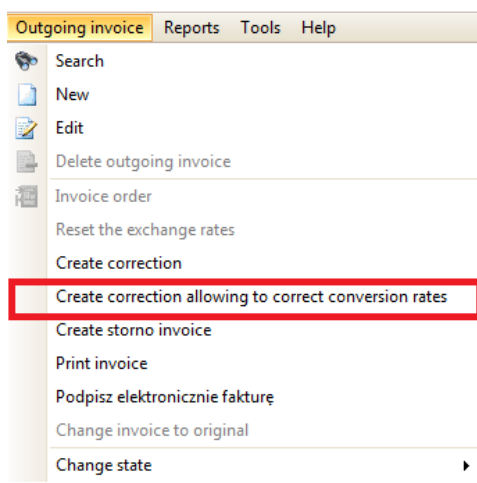 Outgoing invoice Reports Tools Help
Search
New
Edit
Delete outgoing invoice
Invoice order
Reset the exchange rates
Create correction
Create correction allowing to correct conversion rates
Create storno invoice
Print invoice
Podpisz elektronicznie fakturę
Change invoice to original
Change state